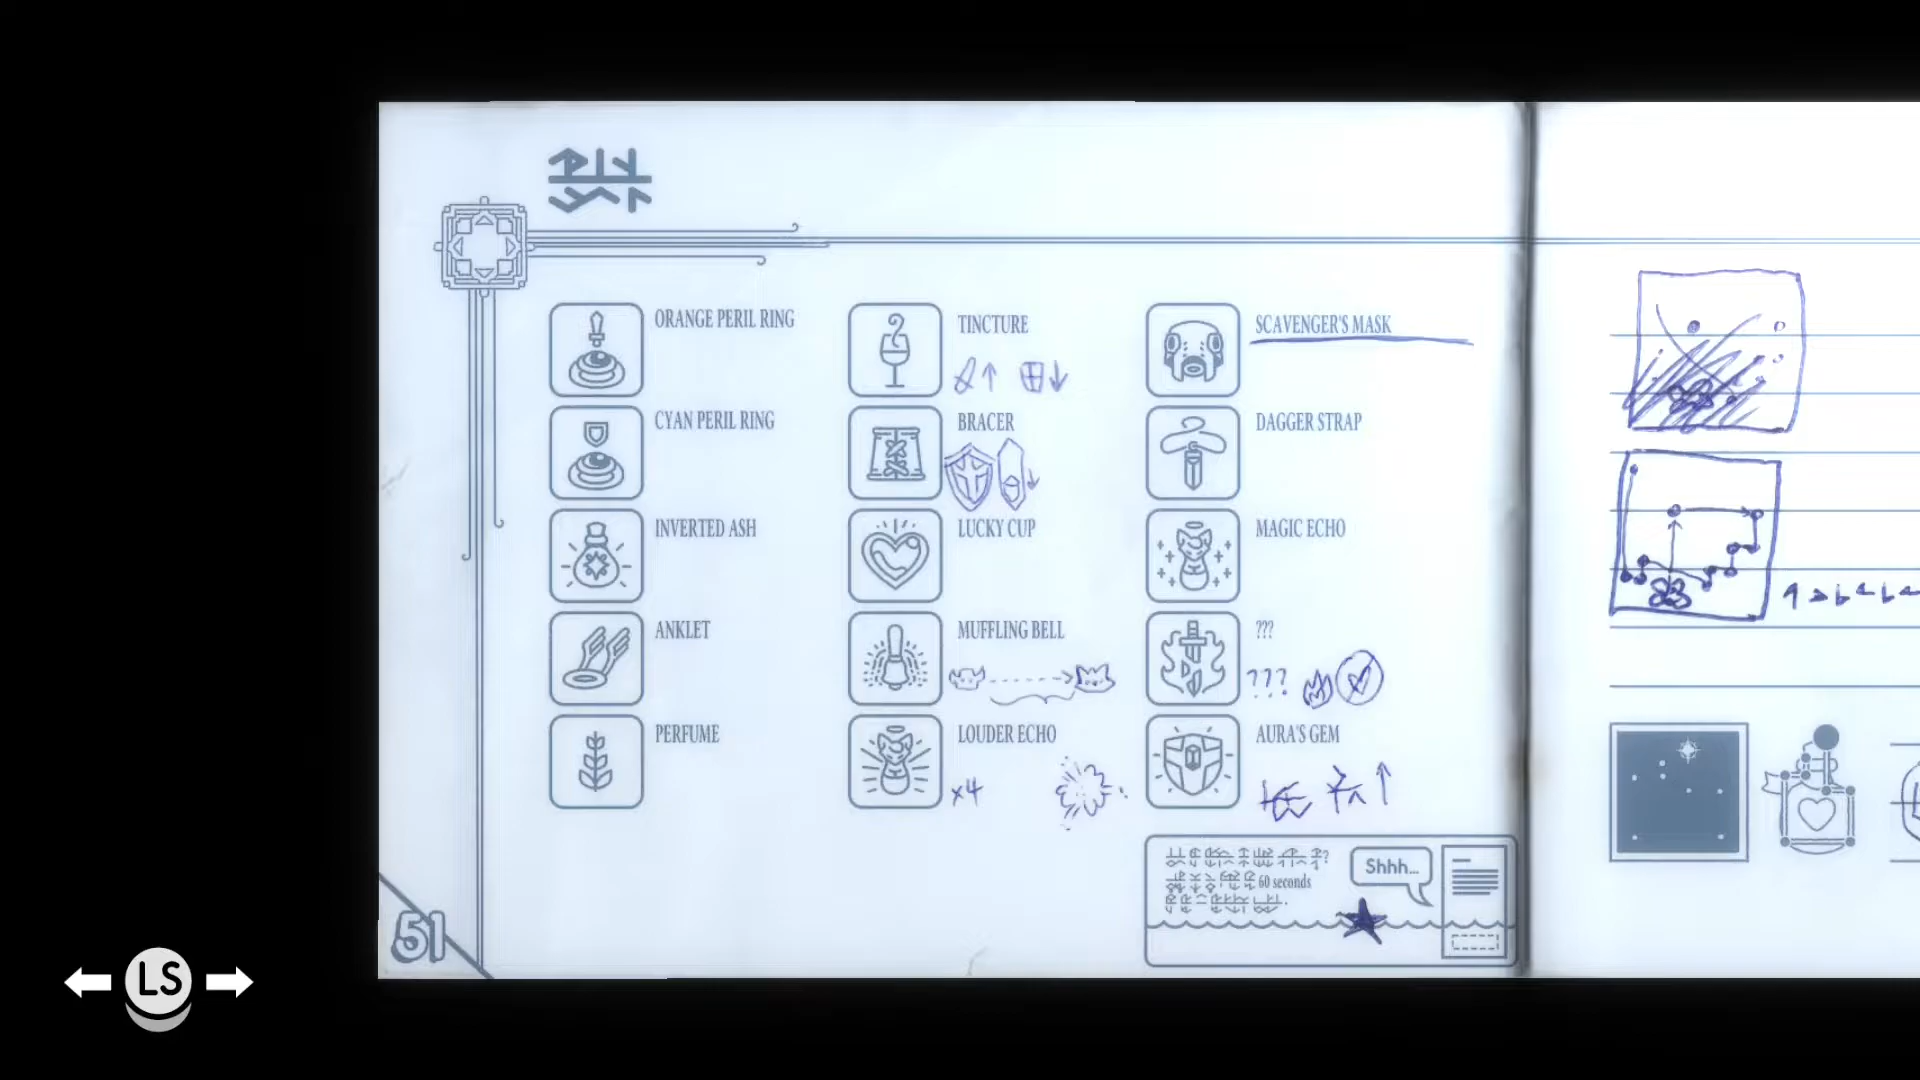 ORANGE PERIL RING
CYAN PERIL RING
INVERTED ASH
ANKLET
PERFUME
TINCTURE
BRACER
LUCKY CUP
MUFFLING BELL
LOUDER ECHO
x4
SCAVENGER'S MASK
DAGGER STRAP
MAGIC ECHO
???
???
AURA'S GEM
?
60 seconds
Shhh...
51
LS